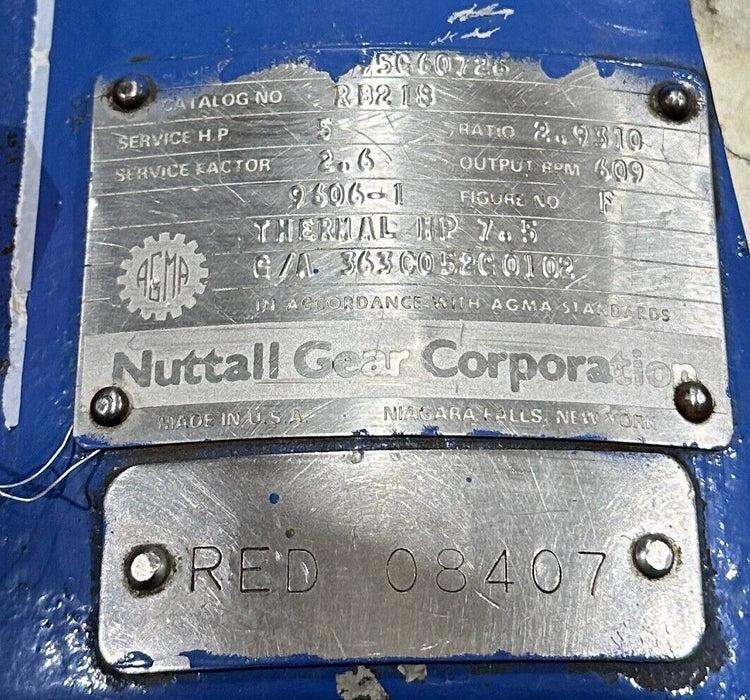 5G60726
CATALOG NO RB218
SERVICE H.P 5 RATIO 2.9310
SERVICE FACTOR 2.6 OUTPUT RPM 609
9606-1 FIGURE NO F
THERMAL HP 7.5
G/A 363C052G0102
AGMA
IN ACCORDANCE WITH AGMA STANDARDS
Nuttall Gear Corporation
MADE IN U.S.A. NIAGARA FALLS, NEW YORK
RED 08407